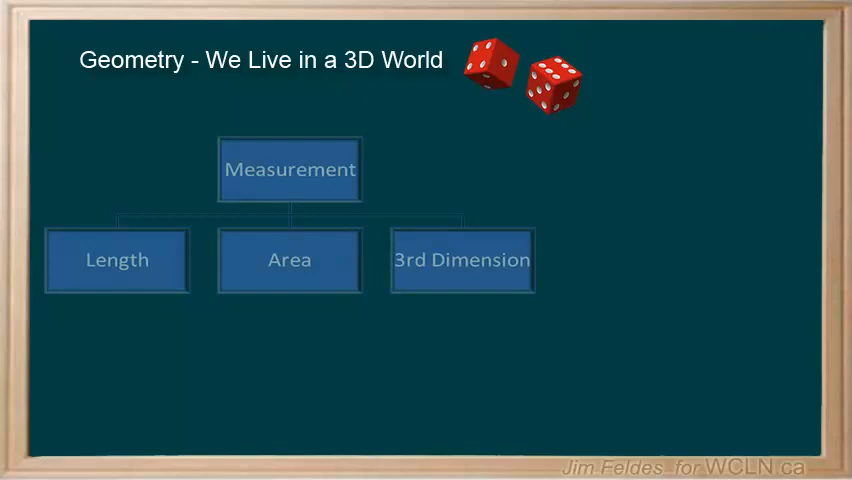 Geometry - We Live in a 3D World
Measurement
Length
Area
3rd Dimension
Jim Feldes for WCLN.ca